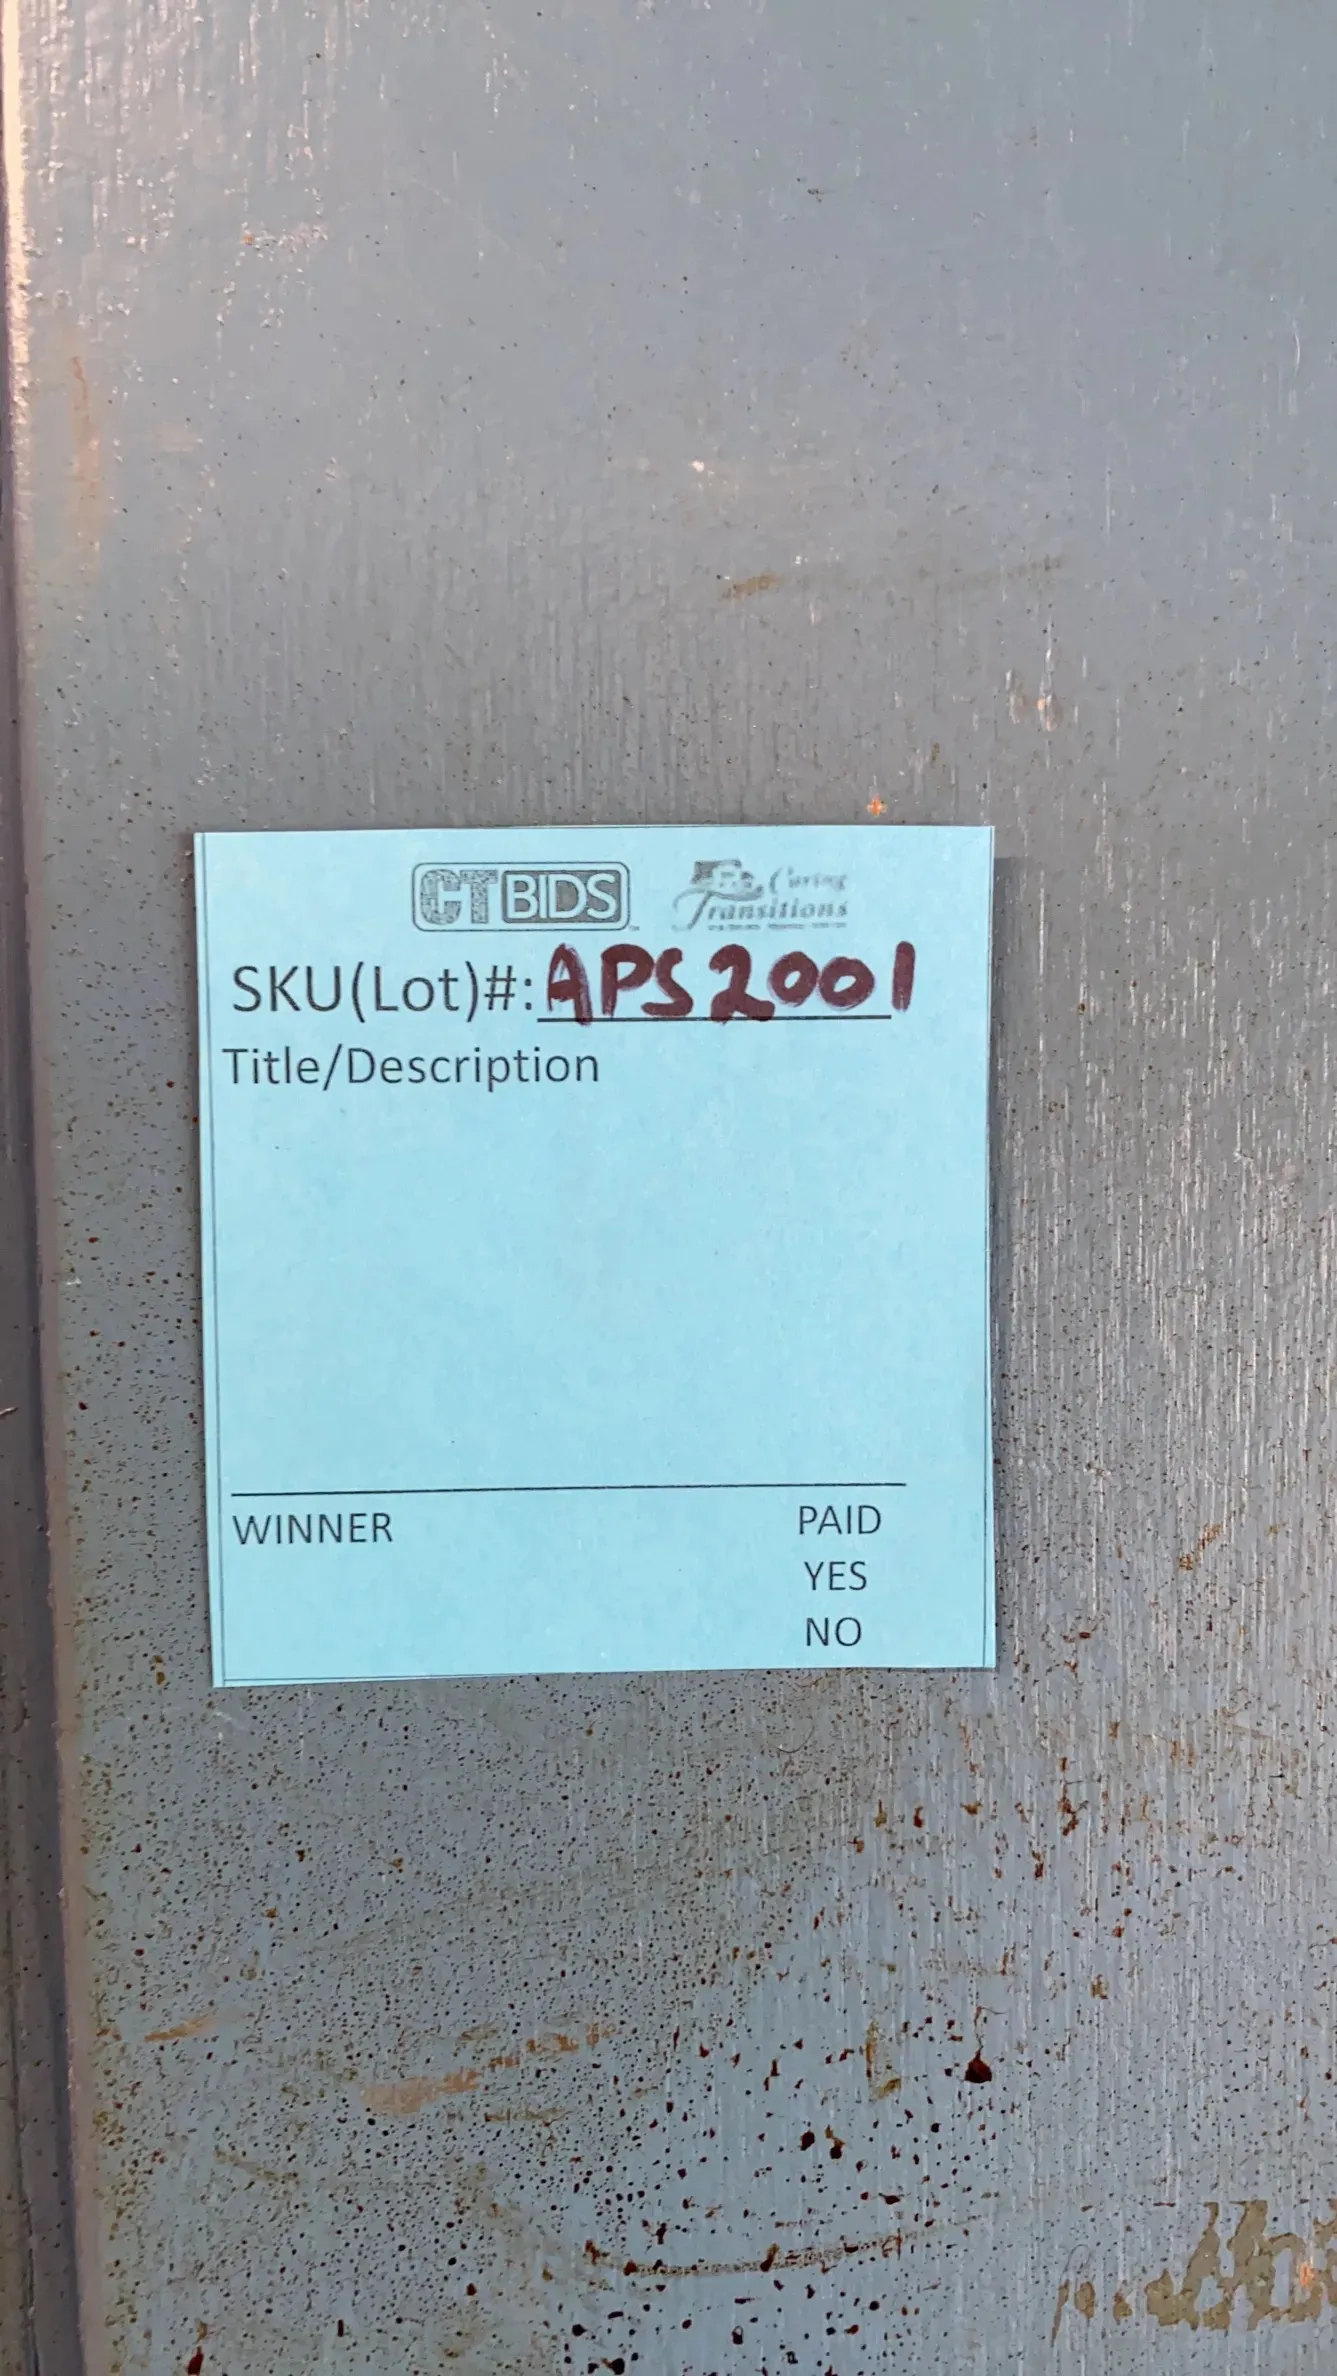 CTBIDS Caring Transitions
SKU(Lot)#: APS2001
Title/Description
WINNER PAID
YES
NO